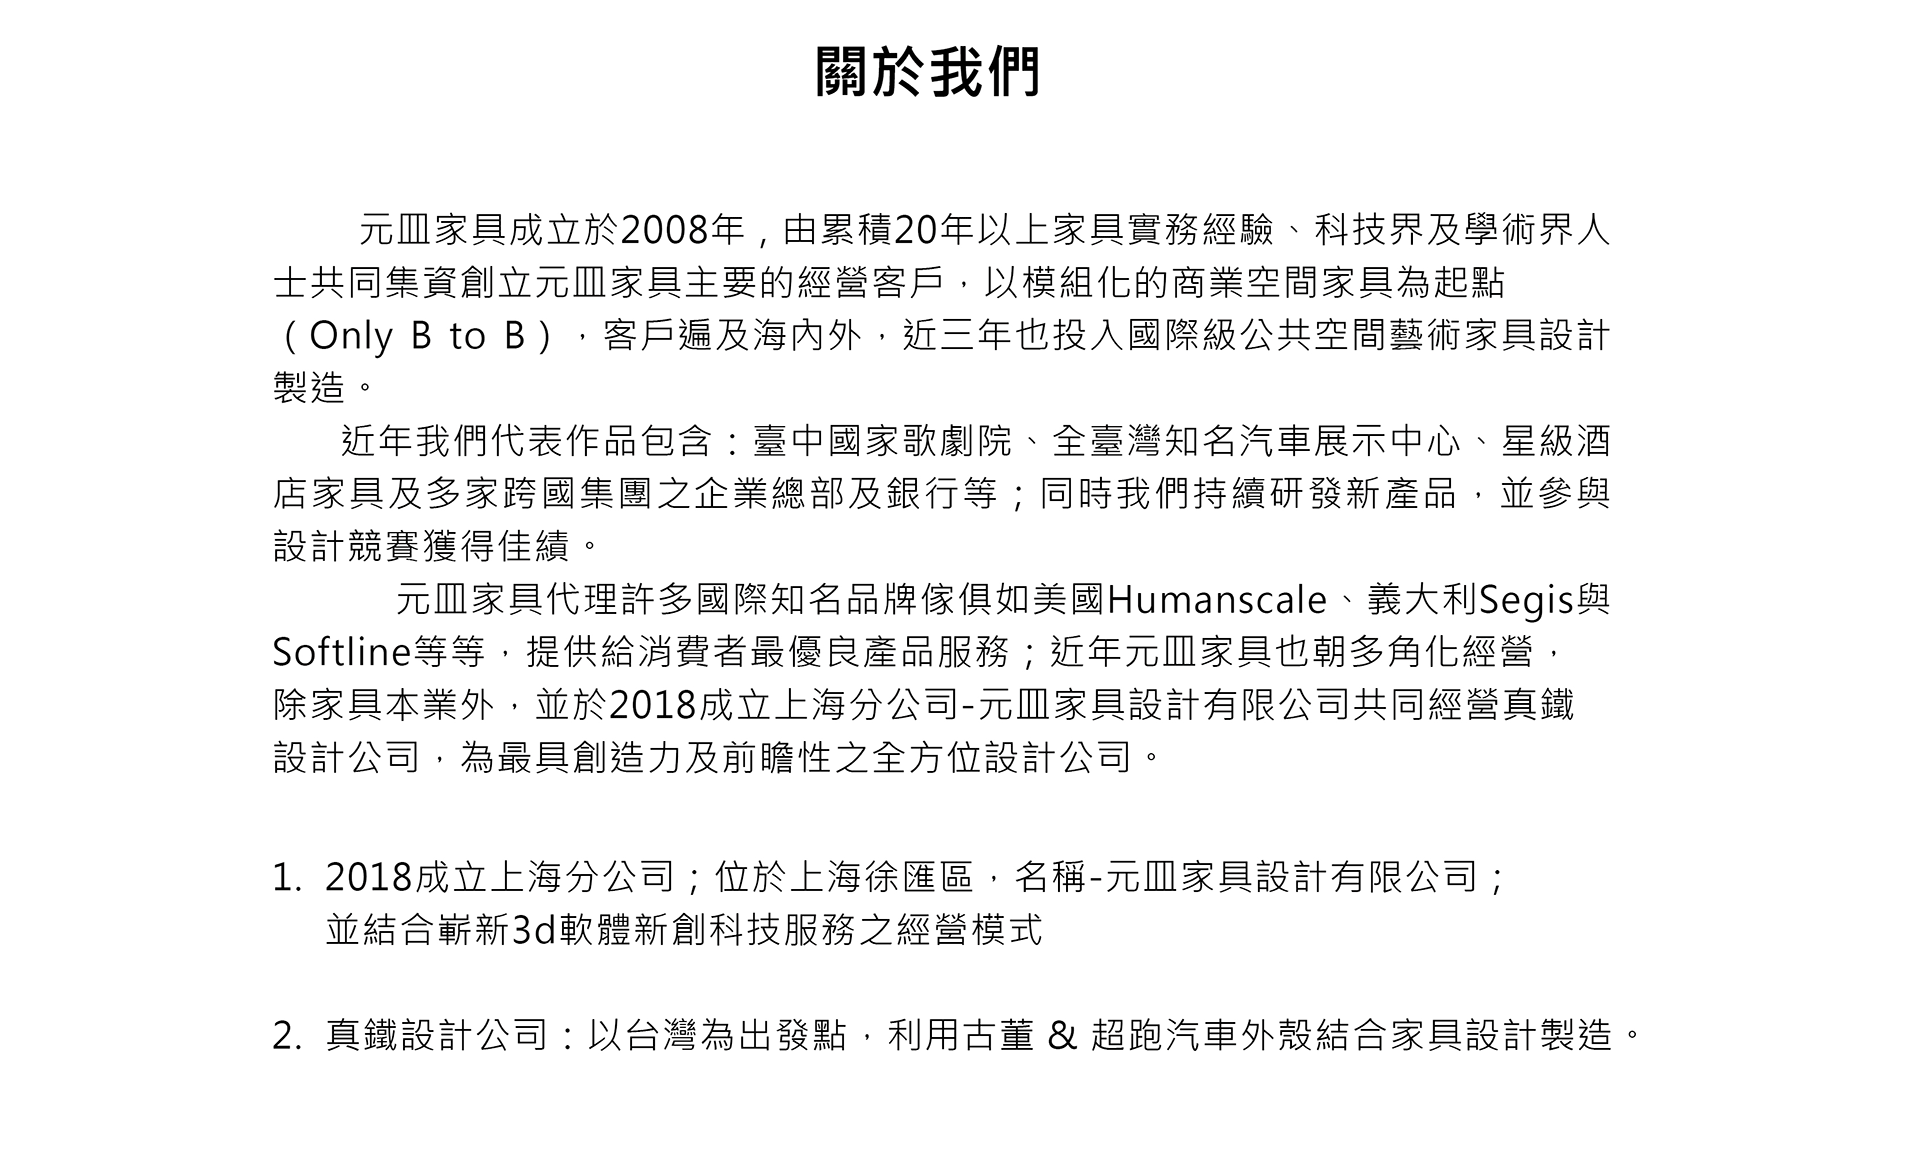 關於我們
元皿家具成立於2008年，由累積20年以上家具實務經驗、科技界及學術界人
士共同集資創立元皿家具主要的經營客戶，以模組化的商業空間家具為起點
（Only B to B），客戶遍及海內外，近三年也投入國際級公共空間藝術家具設計
製造。
近年我們代表作品包含：臺中國家歌劇院、全臺灣知名汽車展示中心、星級酒
店家具及多家跨國集團之企業總部及銀行等；同時我們持續研發新產品，並參與
設計競賽獲得佳績。
元皿家具代理許多國際知名品牌傢俱如美國Humanscale、義大利Segis與
Softline等等，提供給消費者最優良產品服務；近年元皿家具也朝多角化經營，
除家具本業外，並於2018成立上海分公司-元皿家具設計有限公司共同經營真鐵
設計公司，為最具創造力及前瞻性之全方位設計公司。
1. 2018成立上海分公司；位於上海徐匯區，名稱-元皿家具設計有限公司；
並結合嶄新3d軟體新創科技服務之經營模式
2. 真鐵設計公司：以台灣為出發點，利用古董 & 超跑汽車外殼結合家具設計製造。